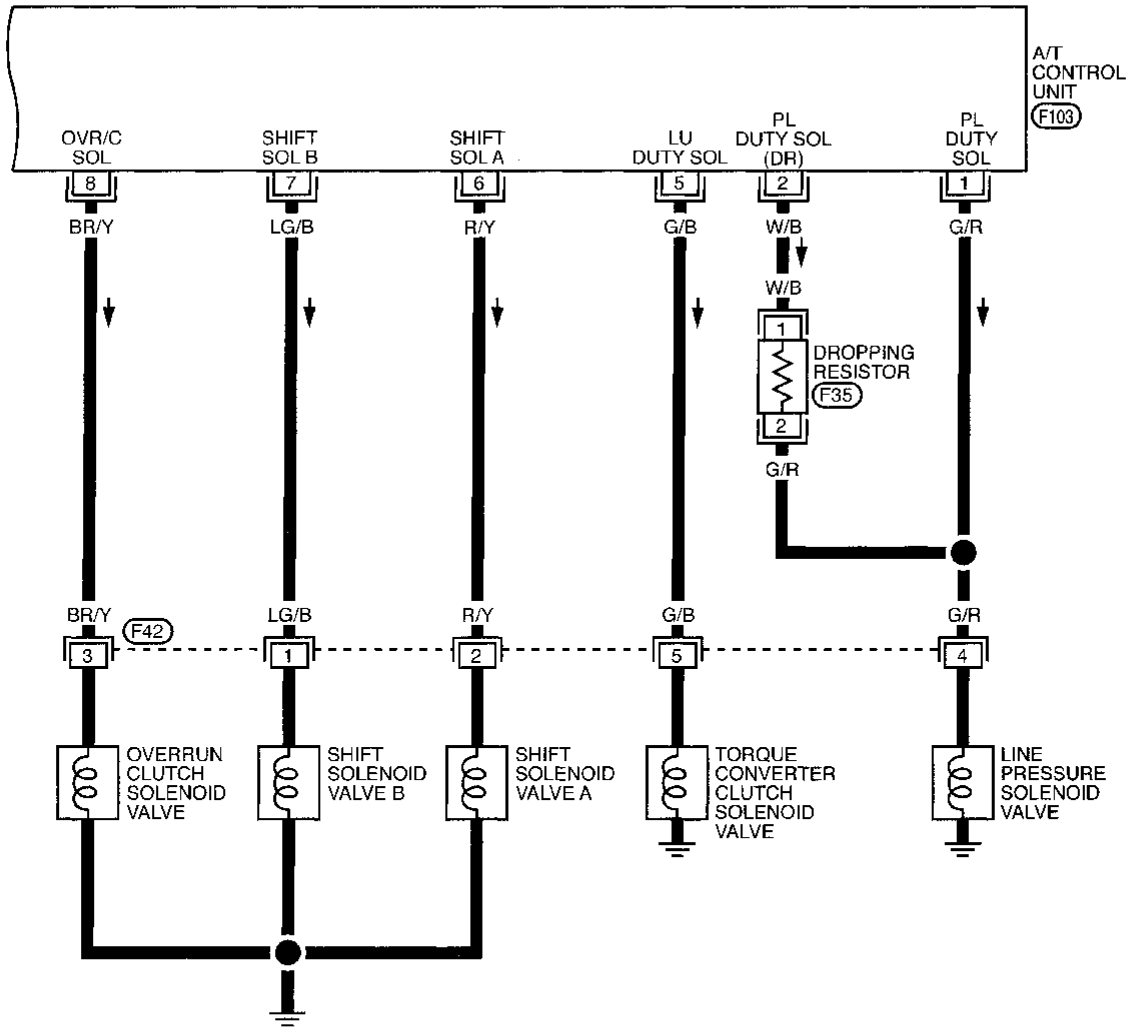 A/T
CONTROL
UNIT
F103
OVR/C
SOL
SHIFT
SOL B
SHIFT
SOL A
LU
DUTY SOL
PL
DUTY SOL
(DR)
PL
DUTY
SOL
8
7
6
5
2
1
BR/Y
LG/B
R/Y
G/B
W/B
G/R
W/B
1
DROPPING
RESISTOR
F35
2
G/R
BR/Y
LG/B
R/Y
G/B
G/R
F42
3
1
2
5
4
OVERRUN
CLUTCH
SOLENOID
VALVE
SHIFT
SOLENOID
VALVE B
SHIFT
SOLENOID
VALVE A
TORQUE
CONVERTER
CLUTCH
SOLENOID
VALVE
LINE
PRESSURE
SOLENOID
VALVE